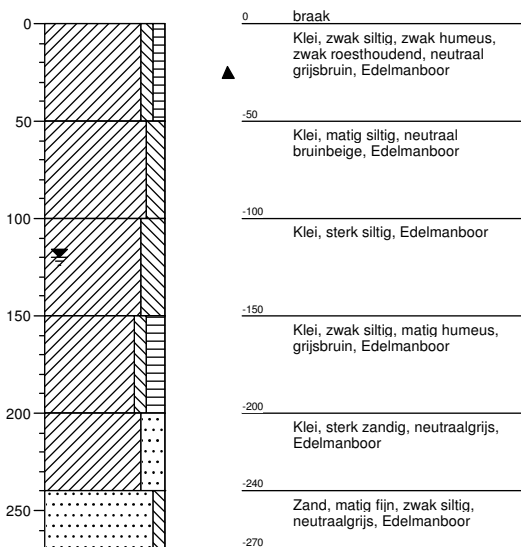 0
50
100
150
200
250
0
braak
Klei, zwak siltig, zwak humeus,
zwak roesthoudend, neutraal
grijsbruin, Edelmanboor
-50
Klei, matig siltig, neutraal
bruinbeige, Edelmanboor
-100
Klei, sterk siltig, Edelmanboor
-150
Klei, zwak siltig, matig humeus,
grijsbruin, Edelmanboor
-200
Klei, sterk zandig, neutraalgrijs,
Edelmanboor
-240
Zand, matig fijn, zwak siltig,
neutraalgrijs, Edelmanboor
-270